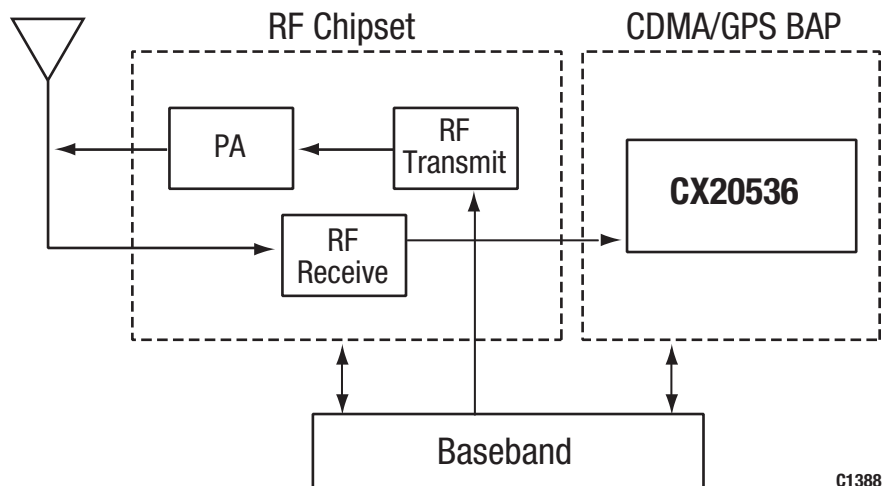 RF Chipset
CDMA/GPS BAP
PA
RF
Transmit
CX20536
RF
Receive
Baseband
C1388